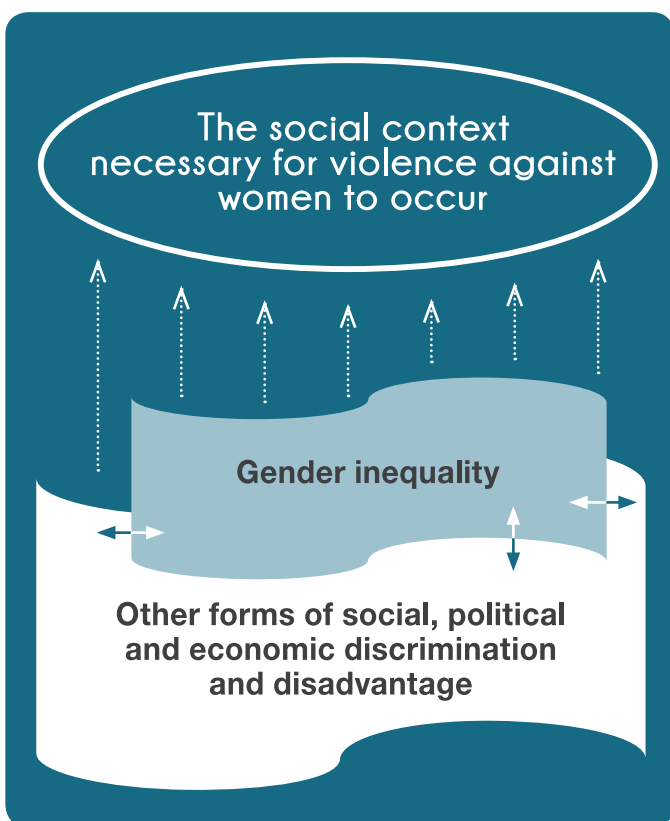 The social context
necessary for violence against
women to occur
Gender inequality
Other forms of social, political
and economic discrimination
and disadvantage